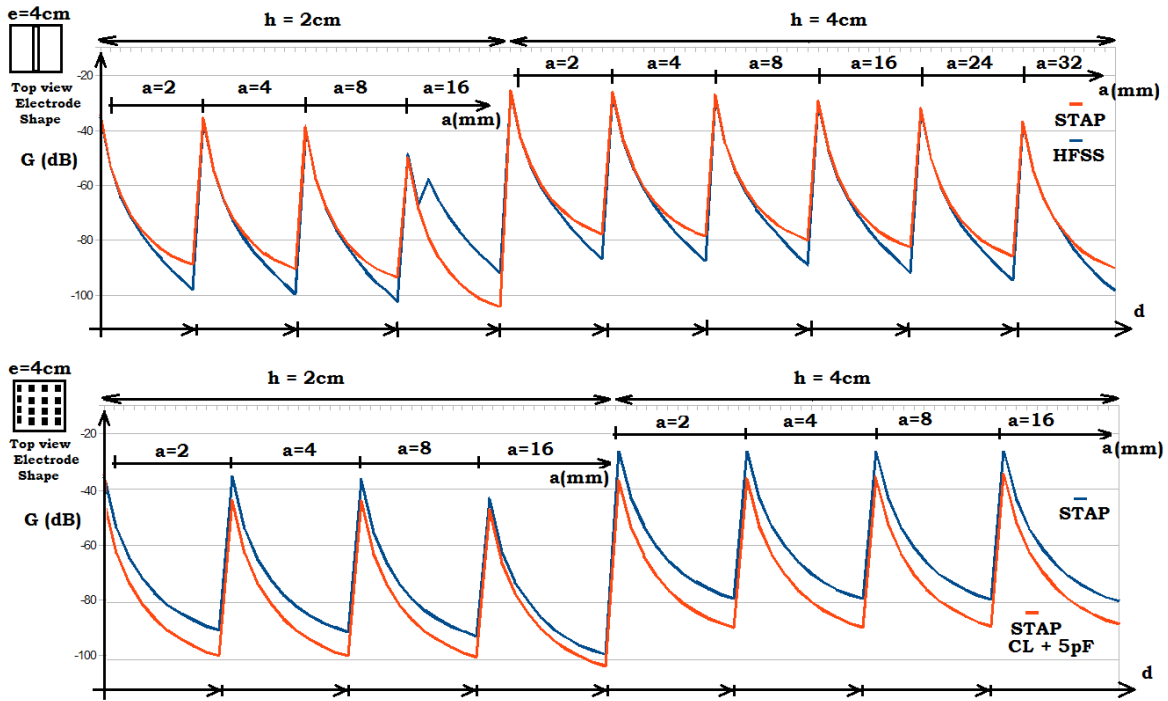 e=4cm
h = 2cm
h = 4cm
Top view
Electrode
Shape
a=2
a=4
a=8
a=16
a(mm)
a=2
a=4
a=8
a=16
a=24
a=32
a(mm)
G (dB)
-20
-40
-60
-80
-100
STAP
HFSS
d
e=4cm
h = 2cm
h = 4cm
Top view
Electrode
Shape
a=2
a=4
a=8
a=16
a(mm)
a=2
a=4
a=8
a=16
a(mm)
G (dB)
-20
-40
-60
-80
-100
STAP
STAP
CL + 5pF
d